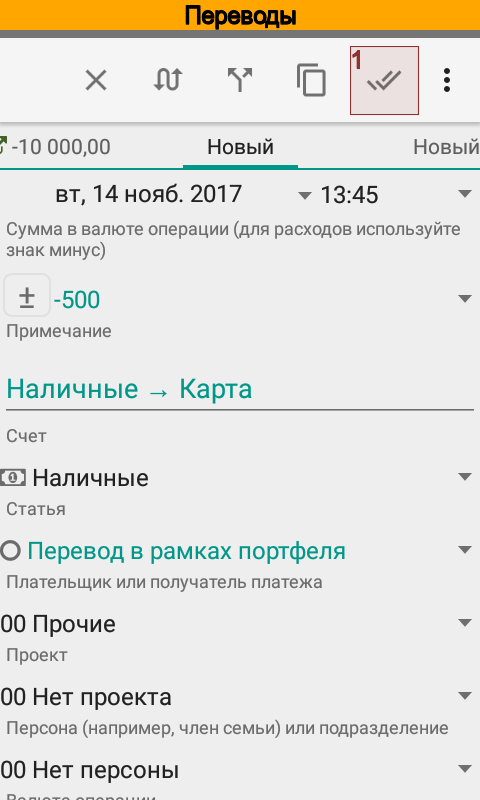 Переводы
1
-10 000,00
Новый
Новый
вт, 14 нояб. 2017
13:45
Сумма в валюте операции (для расходов используйте
знак минус)
± -500
Примечание
Наличные → Карта
Счет
Наличные
Статья
Перевод в рамках портфеля
Плательщик или получатель платежа
00 Прочие
Проект
00 Нет проекта
Персона (например, член семьи) или подразделение
00 Нет персоны
Валюта операции